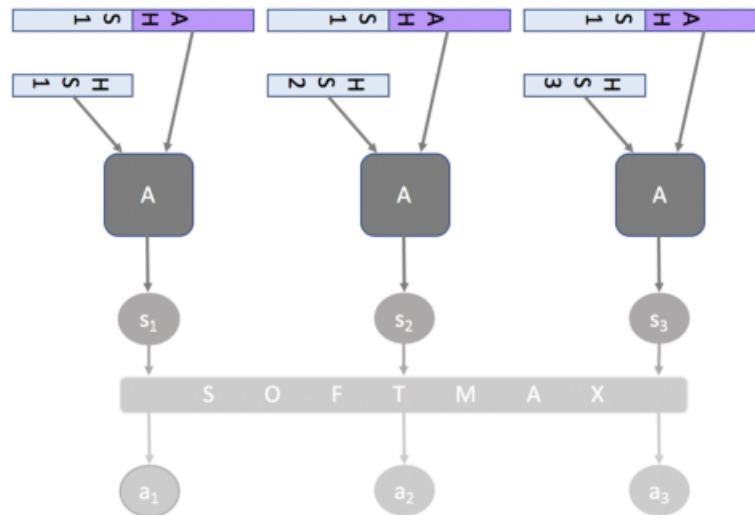 A H S 1 A H S 1 A H S 1
H S 1 H S 2 H S 3
A A A
s₁ s₂ s₃
S O F T M A X
a₁ a₂ a₃